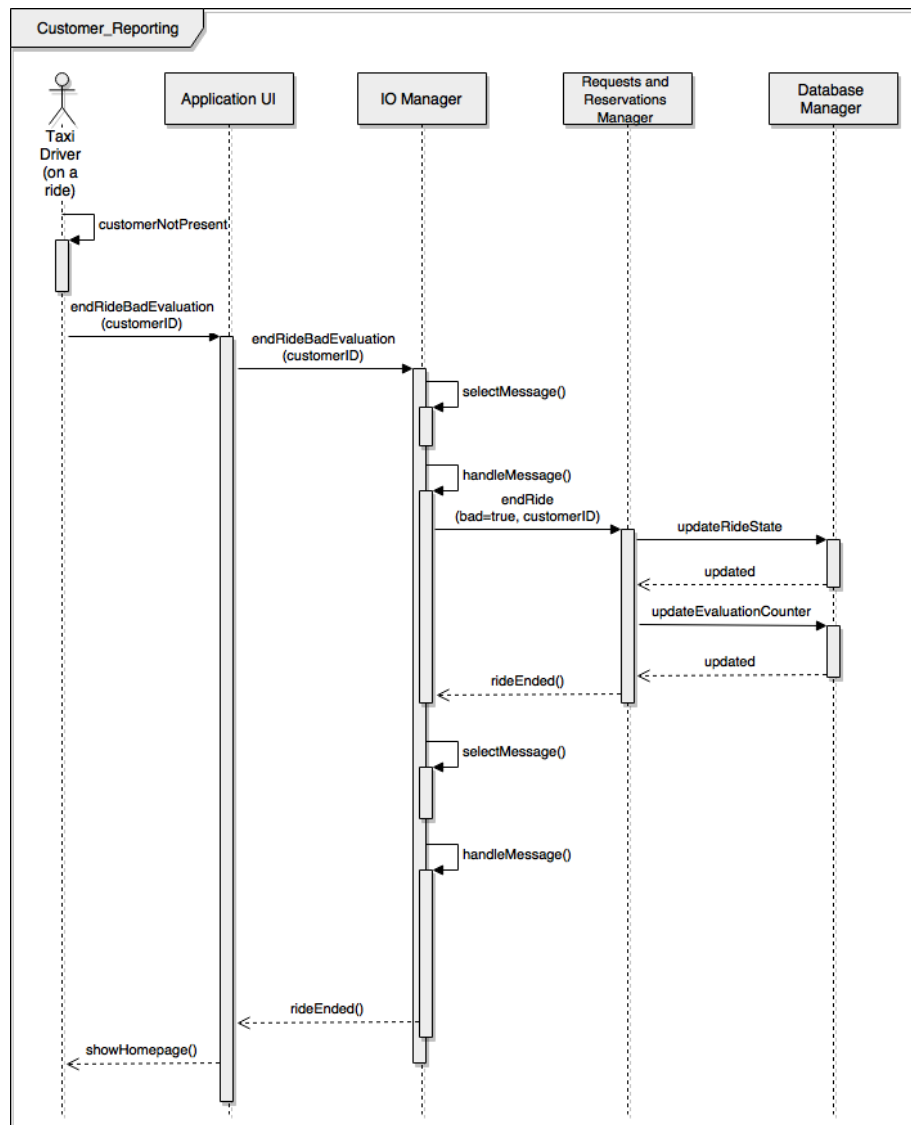 Customer_Reporting
Application UI
IO Manager
Requests and
Reservations
Manager
Database
Manager
Taxi
Driver
(on a
ride)
customerNotPresent
endRideBadEvaluation
(customerID)
endRideBadEvaluation
(customerID)
selectMessage()
handleMessage()
endRide
(bad=true, customerID)
updateRideState
updated
updateEvaluationCounter
updated
rideEnded()
selectMessage()
handleMessage()
rideEnded()
showHomepage()